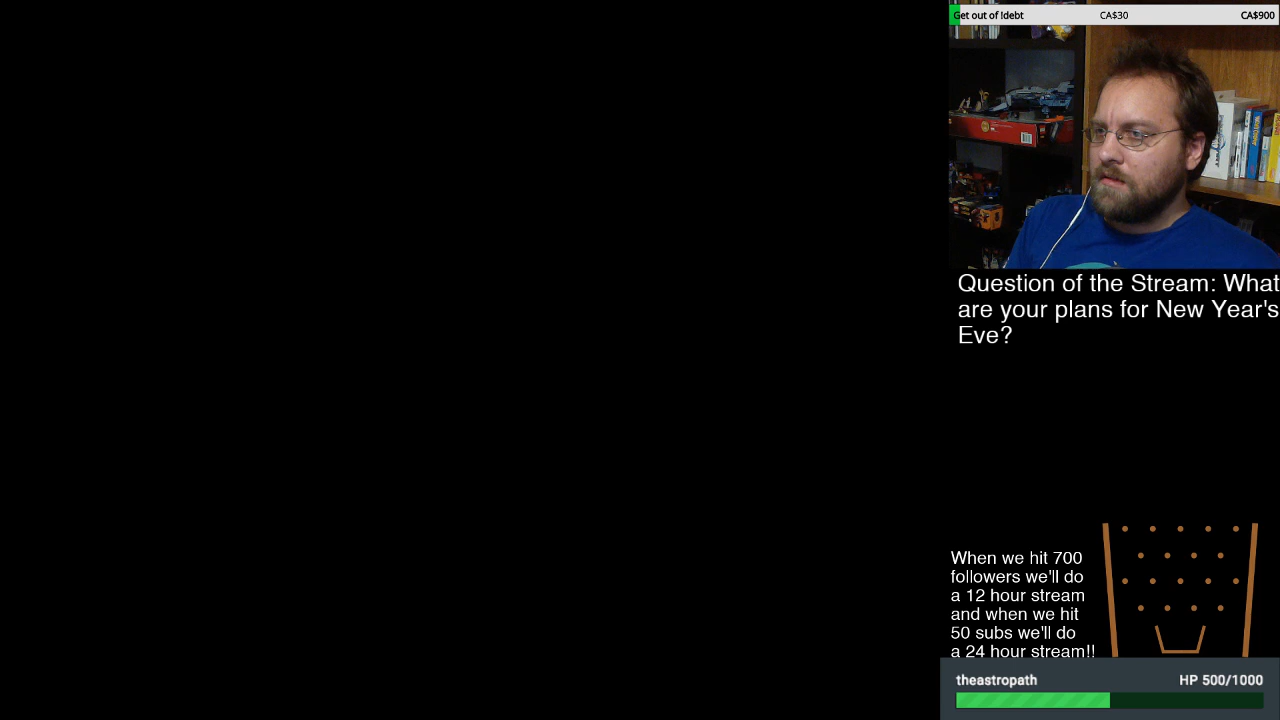 Get out of !debt CA$30 CA$900
Question of the Stream: What
are your plans for New Year's
Eve?
When we hit 700
followers we'll do
a 12 hour stream
and when we hit
50 subs we'll do
a 24 hour stream!!
theastropath HP 500/1000